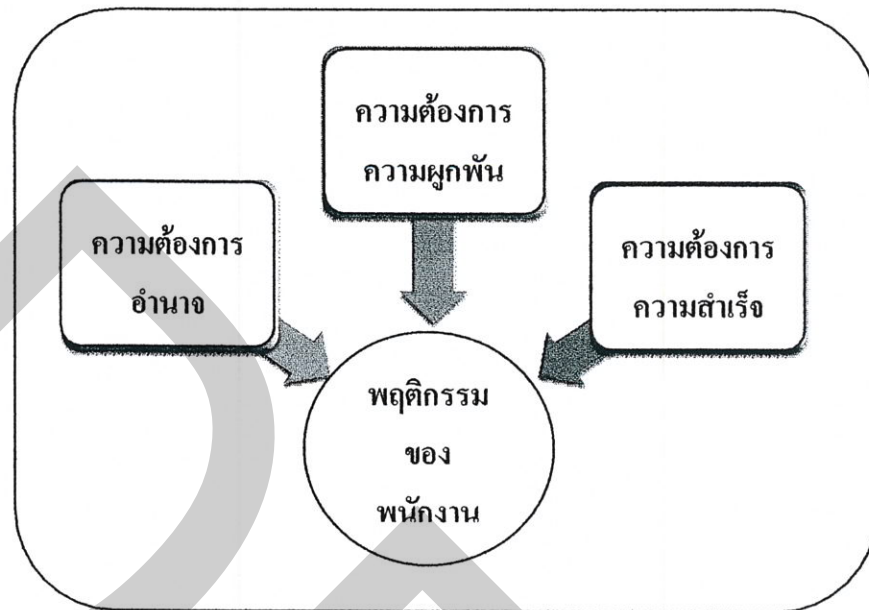 ความต้องการ
ความผูกพัน
ความต้องการ
อำนาจ
ความต้องการ
ความสำเร็จ
พฤติกรรม
ของ
พนักงาน